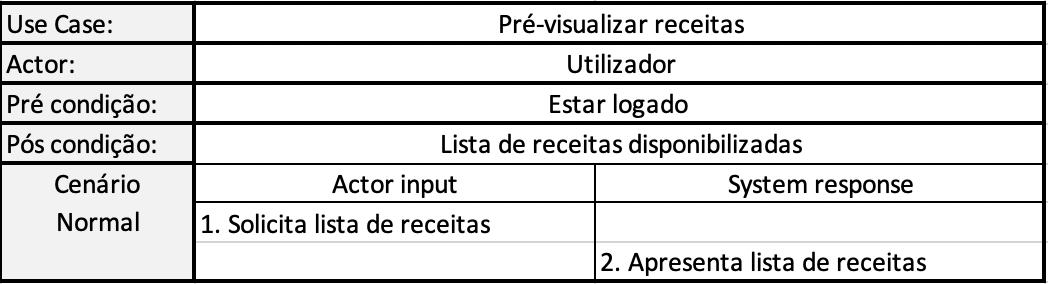 Use Case: Pré-visualizar receitas
Actor: Utilizador
Pré condição: Estar logado
Pós condição: Lista de receitas disponibilizadas
Cenário Normal Actor input System response
1. Solicita lista de receitas
2. Apresenta lista de receitas